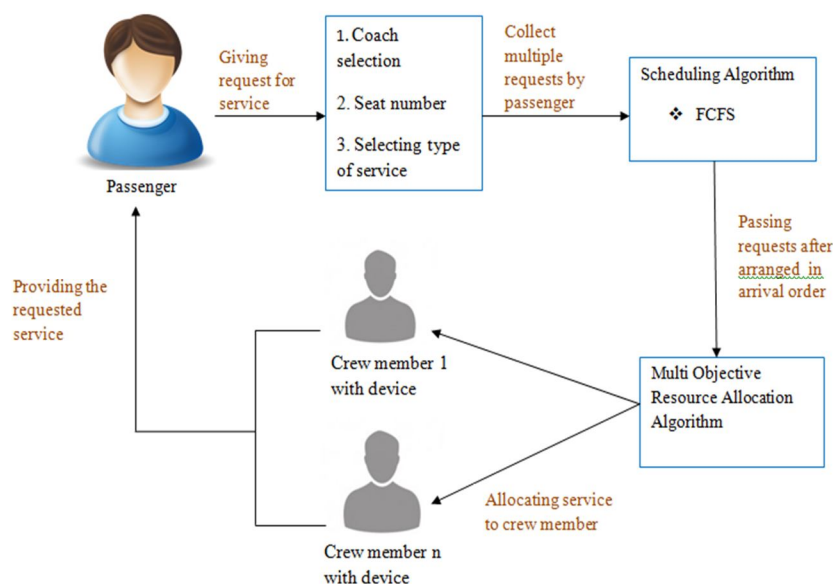 Passenger
Giving
request for
service
1. Coach
selection
2. Seat number
3. Selecting type
of service
Collect
multiple
requests by
passenger
Scheduling Algorithm
❖ FCFS
Passing
requests after
arranged in
arrival order
Multi Objective
Resource Allocation
Algorithm
Allocating service
to crew member
Crew member 1
with device
Crew member n
with device
Providing the
requested
service